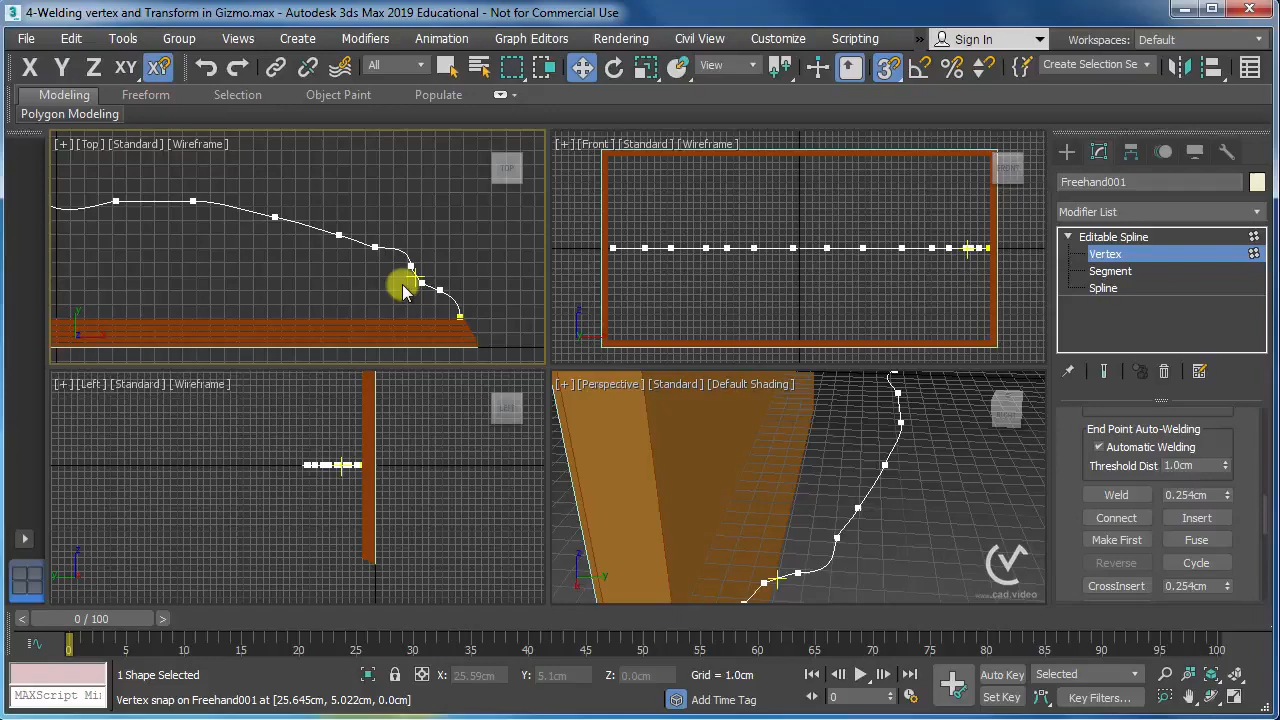 4-Welding vertex and Transform in Gizmo.max - Autodesk 3ds Max 2019 Educational - Not for Commercial Use
File Edit Tools Group Views Create Modifiers Animation Graph Editors Rendering Civil View Customize Scripting » Sign In Workspaces: Default
X Y Z XY XY All View Create Selection Se
Modeling Freeform Selection Object Paint Populate
Polygon Modeling
[+] [Top] [Standard] [Wireframe]
TOP
[+] [Front] [Standard] [Wireframe]
FRONT
Freehand001
Modifier List
Editable Spline
Vertex
Segment
Spline
[+] [Left] [Standard] [Wireframe]
LEFT
[+] [Perspective] [Standard] [Default Shading]
RIGHT
www.cad.video
End Point Auto-Welding
Automatic Welding
Threshold Dist 1.0cm
Weld 0.254cm
Connect Insert
Make First Fuse
Reverse Cycle
CrossInsert 0.254cm
< 0 / 100 >
0 5 10 15 20 25 30 35 40 45 50 55 60 65 70 75 80 85 90 95 100
1 Shape Selected X: 25.59cm Y: 5.1cm Z: 0.0cm Grid = 1.0cm Auto Key Selected
MAXScript Mi Vertex snap on Freehand001 at [25.645cm, 5.022cm, 0.0cm] Add Time Tag 0 Set Key Key Filters...